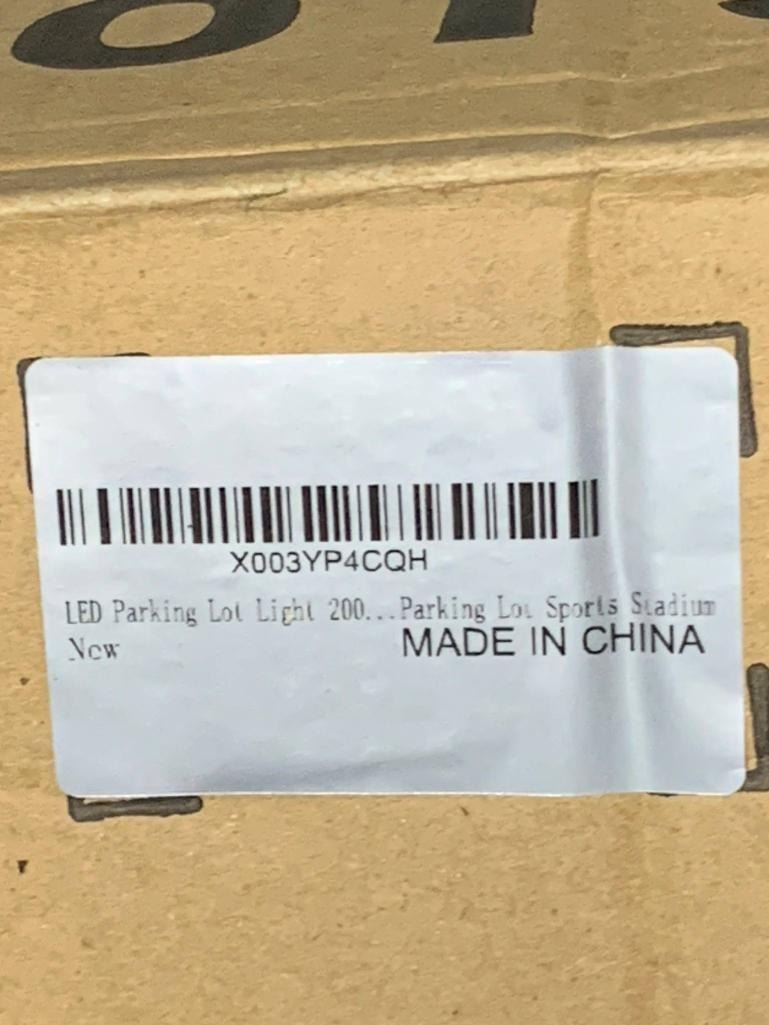 X003YP4CQH
LED Parking Lot Light 200...Parking Lot Sports Stadium
New
MADE IN CHINA